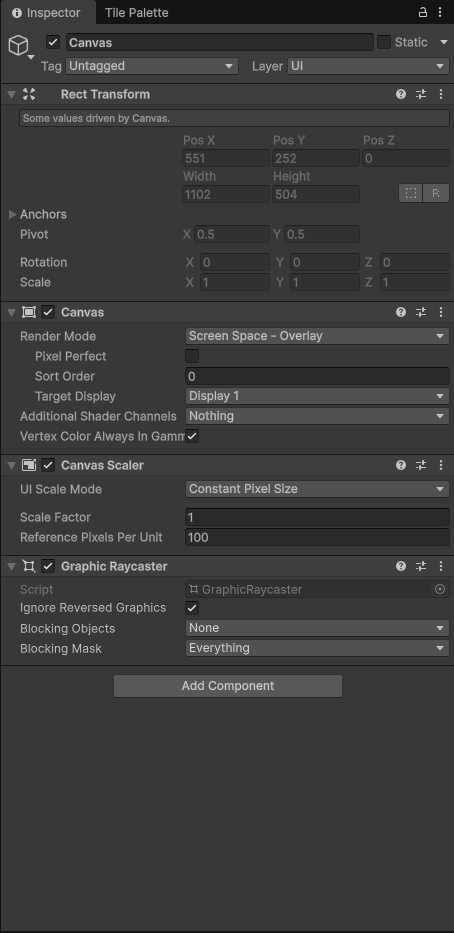 Inspector Tile Palette
Canvas Static
Tag Untagged Layer UI
Rect Transform
Some values driven by Canvas.
Pos X Pos Y Pos Z
551 252 0
Width Height
1102 504 R
Anchors
Pivot X 0.5 Y 0.5
Rotation X 0 Y 0 Z 0
Scale X 1 Y 1 Z 1
Canvas
Render Mode Screen Space - Overlay
Pixel Perfect
Sort Order 0
Target Display Display 1
Additional Shader Channels Nothing
Vertex Color Always In Gamm
Canvas Scaler
UI Scale Mode Constant Pixel Size
Scale Factor 1
Reference Pixels Per Unit 100
Graphic Raycaster
Script GraphicRaycaster
Ignore Reversed Graphics
Blocking Objects None
Blocking Mask Everything
Add Component